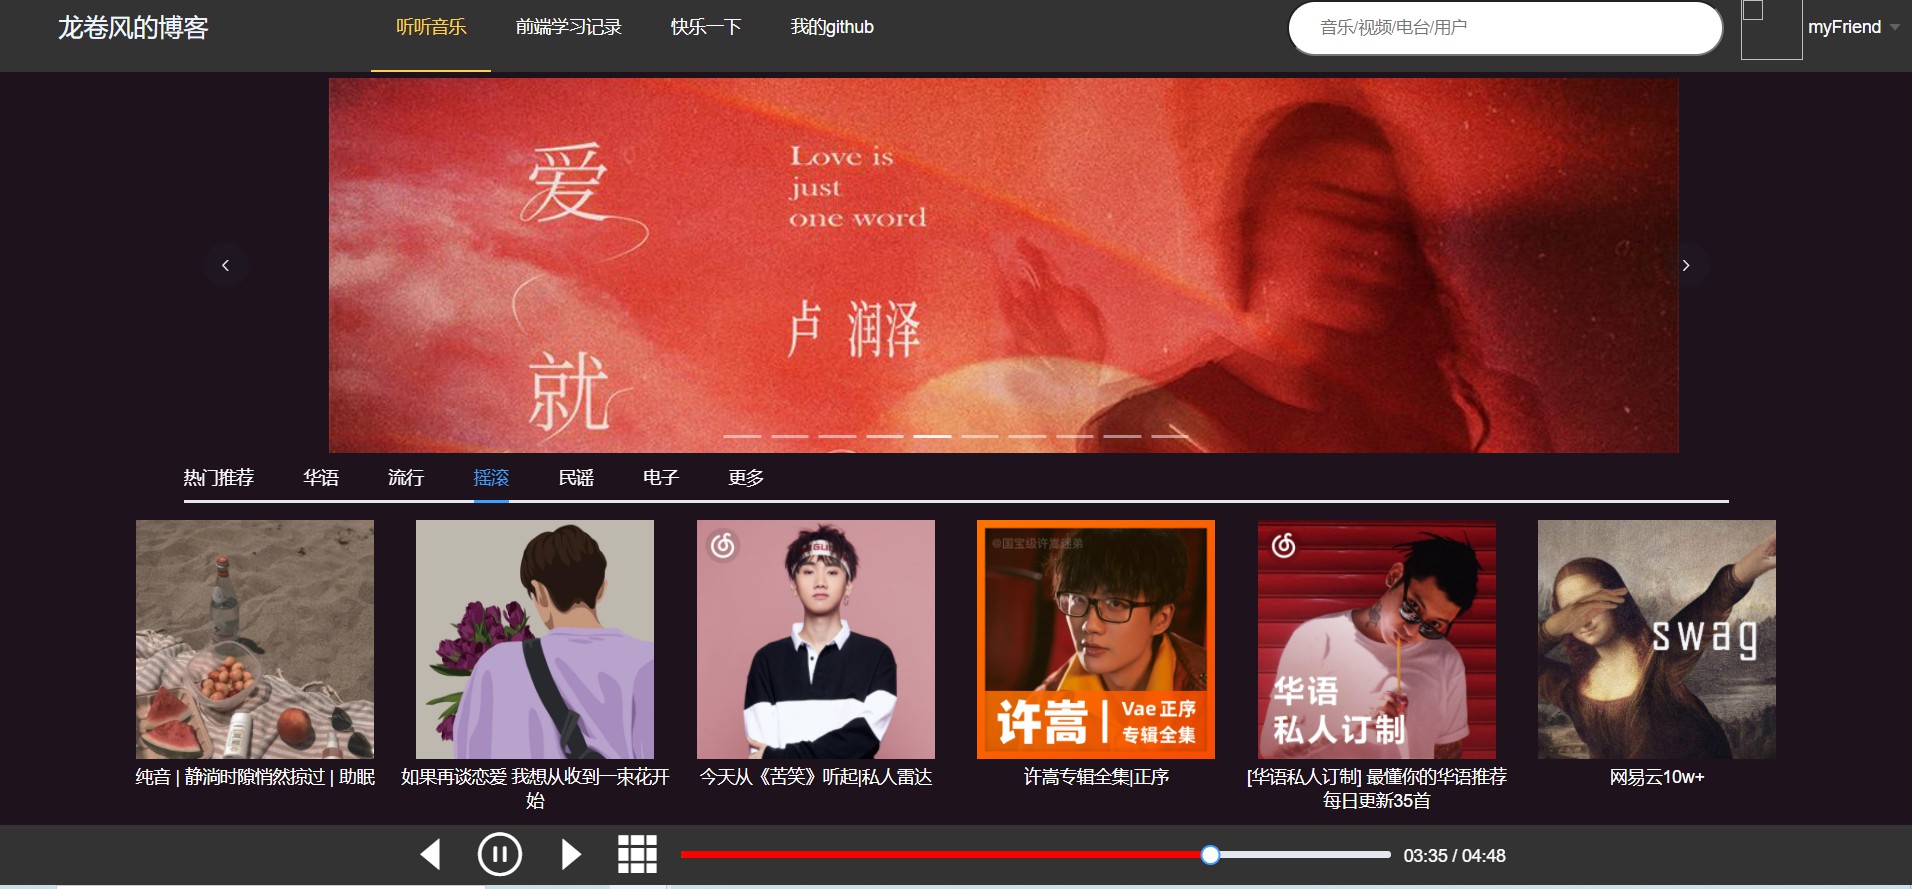 龙卷风的博客
听听音乐
前端学习记录
快乐一下
我的github
音乐/视频/电台/用户
myFriend
爱
就
Love is
just
one word
卢 润泽
热门推荐
华语
流行
摇滚
民谣
电子
更多
GU
@国宝级许嵩迷弟
许嵩
Vae 正序
专辑全集
华语
私人订制
swag
纯音 | 静淌时隙悄然掠过 | 助眠
如果再谈恋爱 我想从收到一束花开
始
今天从《苦笑》听起|私人雷达
许嵩专辑全集|正序
[华语私人订制] 最懂你的华语推荐
每日更新35首
网易云10w+
03:35 / 04:48